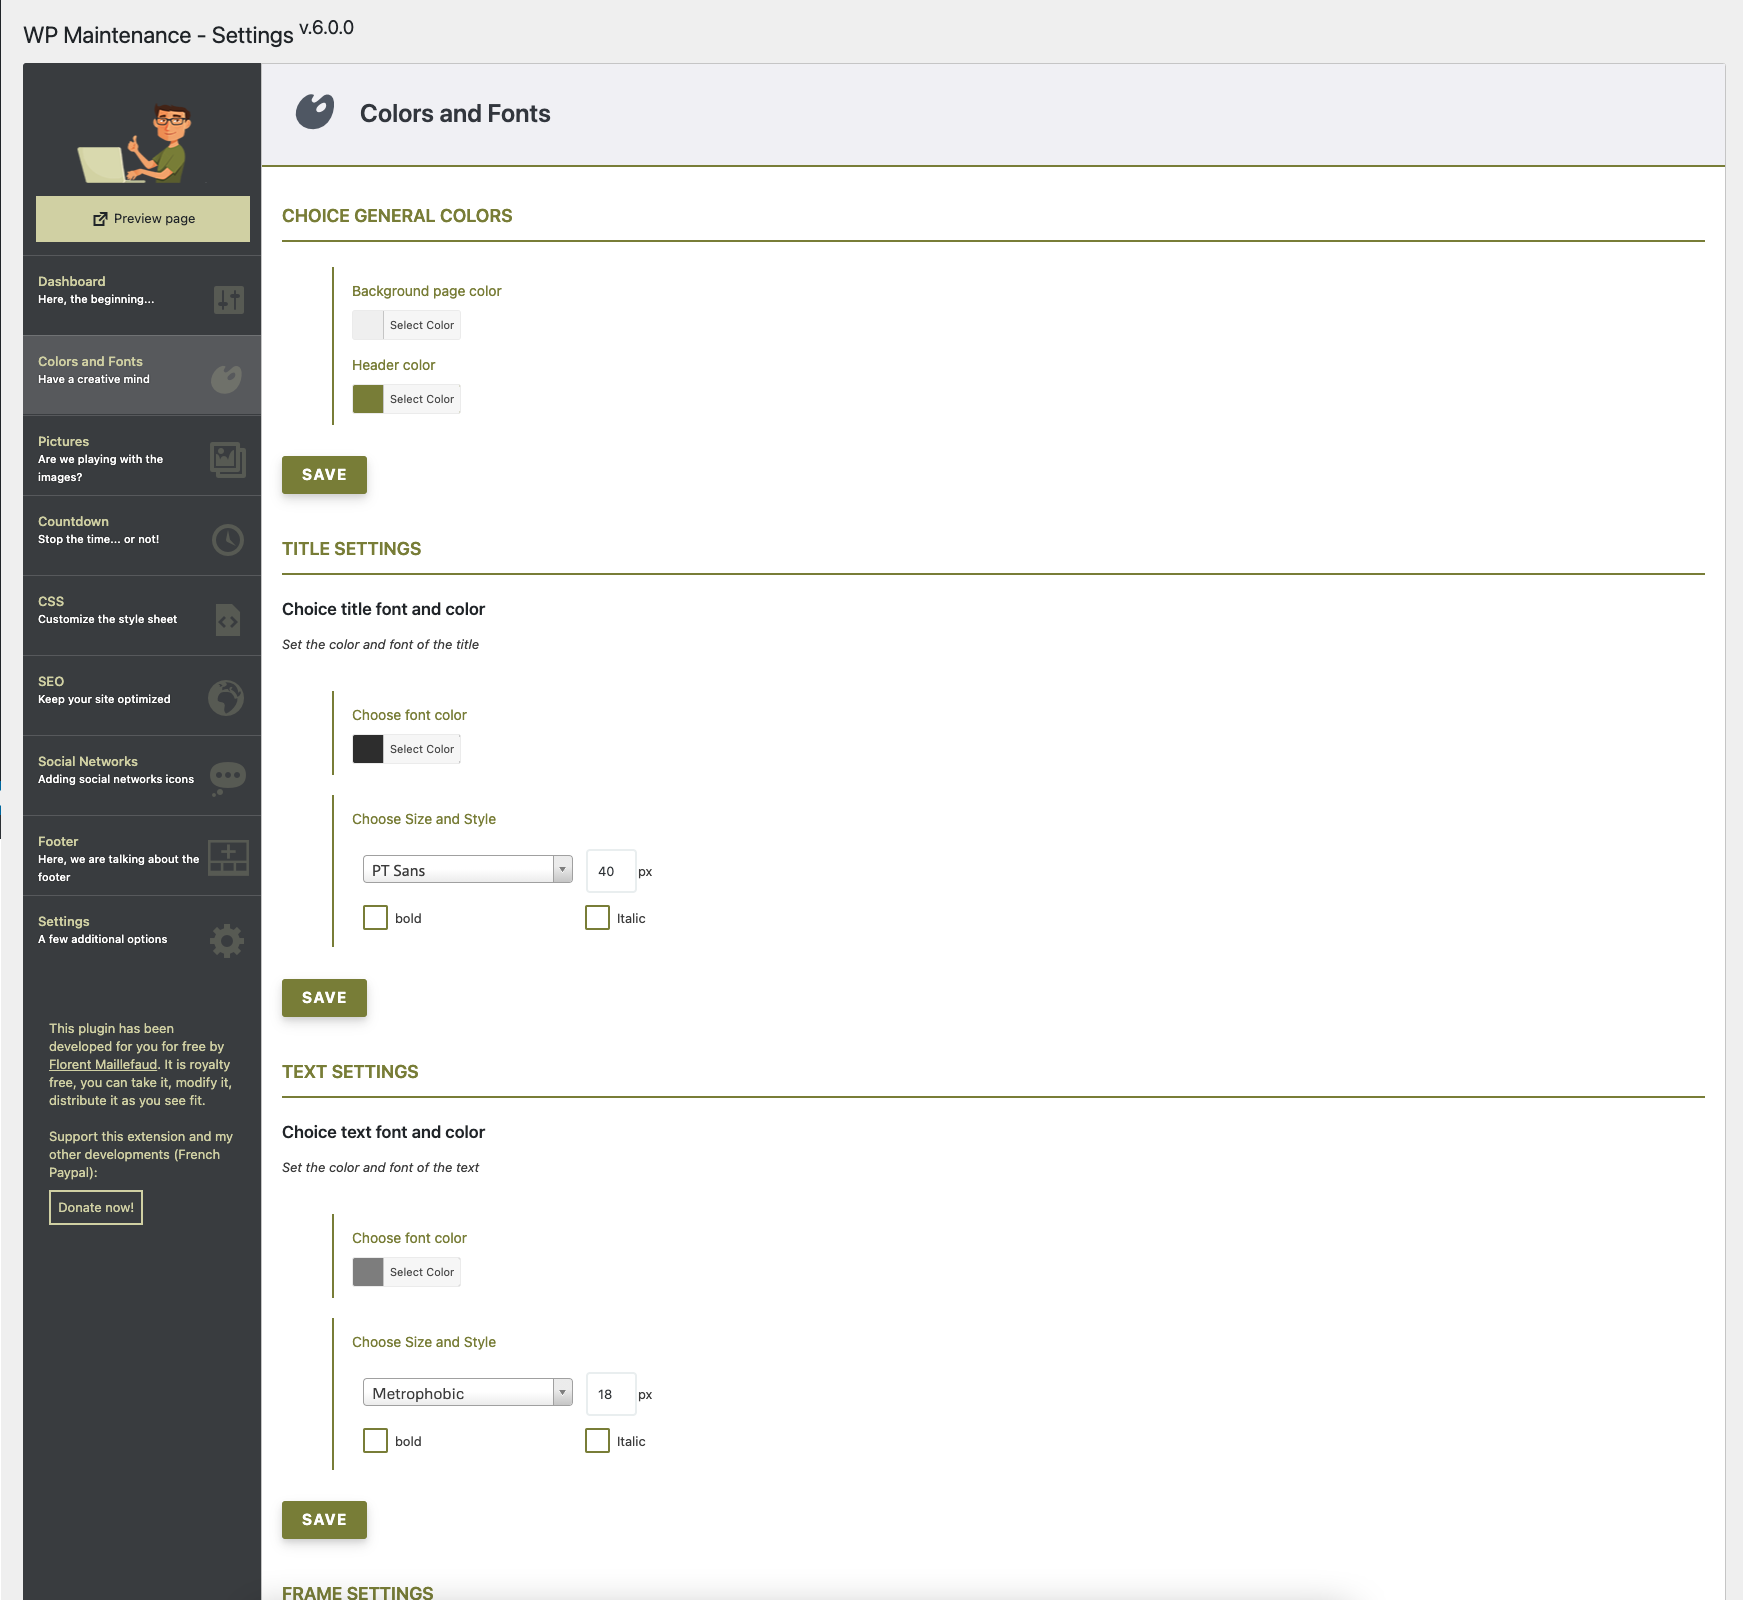 WP Maintenance - Settings v.6.0.0
Preview page
Dashboard
Here, the beginning...
Colors and Fonts
Have a creative mind
Pictures
Are we playing with the
images?
Countdown
Stop the time... or not!
CSS
Customize the style sheet
SEO
Keep your site optimized
Social Networks
Adding social networks icons
Footer
Here, we are talking about the
footer
Settings
A few additional options
This plugin has been
developed for you for free by
Florent Maillefaud. It is royalty
free, you can take it, modify it,
distribute it as you see fit.
Support this extension and my
other developments (French
Paypal):
Donate now!
Colors and Fonts
CHOICE GENERAL COLORS
Background page color
Select Color
Header color
Select Color
SAVE
TITLE SETTINGS
Choice title font and color
Set the color and font of the title
Choose font color
Select Color
Choose Size and Style
PT Sans 40 px
bold Italic
SAVE
TEXT SETTINGS
Choice text font and color
Set the color and font of the text
Choose font color
Select Color
Choose Size and Style
Metrophobic 18 px
bold Italic
SAVE
FRAME SETTINGS